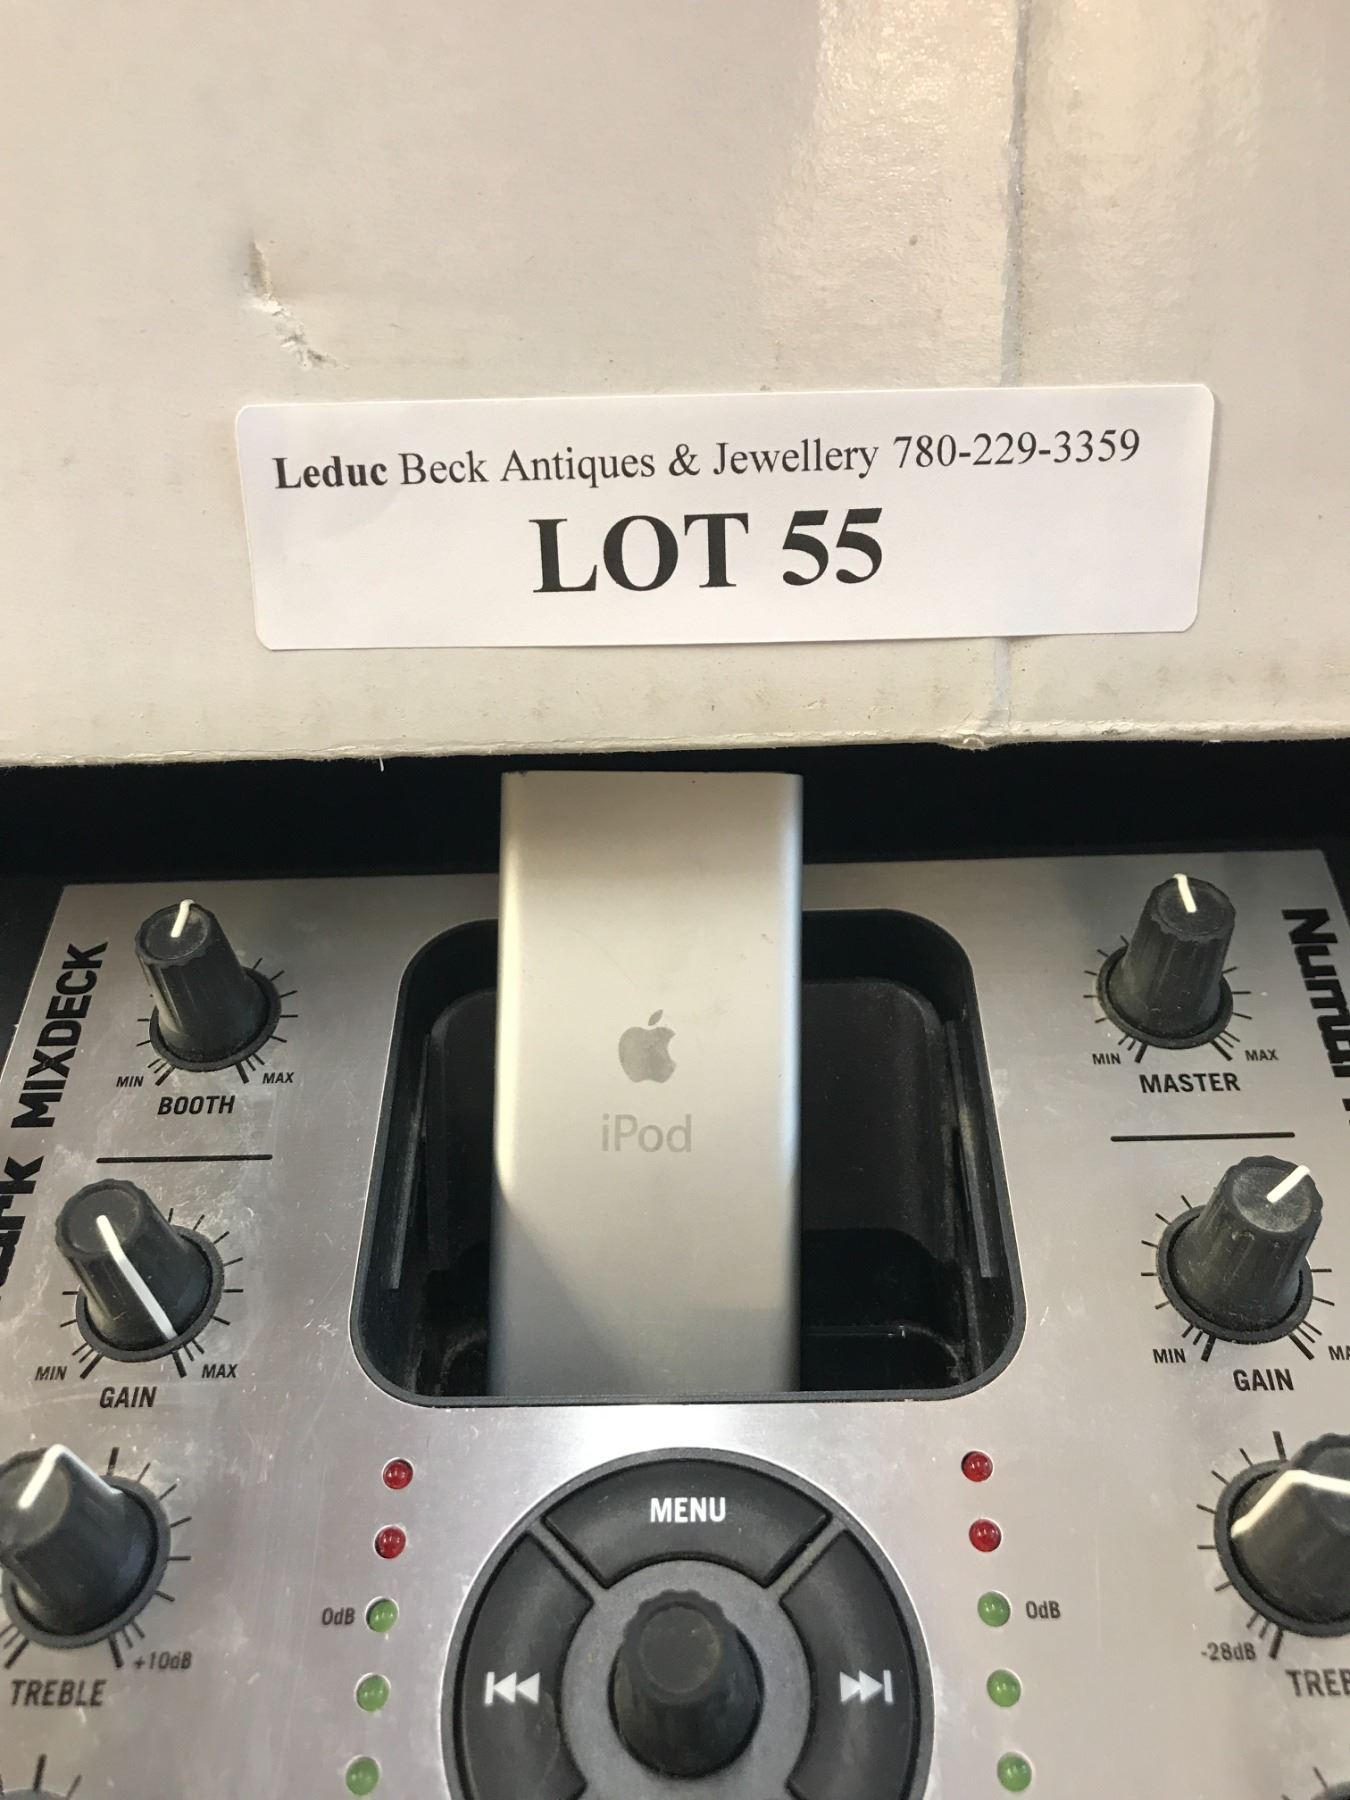 Leduc Beck Antiques & Jewellery 780-229-3359
LOT 55
MIXDECK
MIN
MAX
BOOTH
iPod
MIN
MAX
MASTER
MIN
MAX
GAIN
MIN
GAIN
MENU
0dB
0dB
+10dB
TREBLE
-28dB